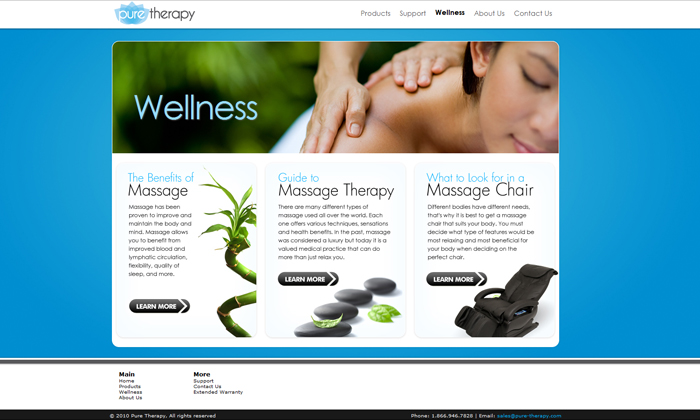 pure therapy
Products Support Wellness About Us Contact Us
Wellness
The Benefits of
Massage
Massage has been
proven to improve and
maintain the body and
mind. Massage allows
you to benefit from
improved blood and
lymphatic circulation,
flexibility, quality of
sleep, and more.
LEARN MORE
Guide to
Massage Therapy
There are many different types of
massage used all over the world. Each
one offers various techniques, sensations
and health benefits. In the past, massage
was considered a luxury but today it is a
valued medical practice that can do
more than just relax you.
LEARN MORE
What to Look for in a
Massage Chair
Different bodies have different needs,
that's why it is best to get a massage
chair that suits your body. You must
decide what type of features would be
most relaxing and most beneficial for
your body when deciding on the
perfect chair.
LEARN MORE
Main
Home
Products
Wellness
About Us
More
Support
Contact Us
Extended Warranty
© 2010 Pure Therapy. All rights reserved
Phone: 1.866.946.7828 | Email: sales@pure-therapy.com